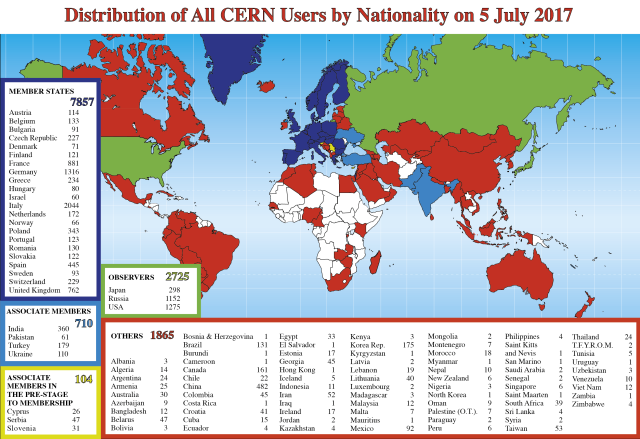 Distribution of All CERN Users by Nationality on 5 July 2017
MEMBER STATES
7857
Austria 114
Belgium 133
Bulgaria 91
Czech Republic 227
Denmark 71
Finland 121
France 881
Germany 1316
Greece 234
Hungary 80
Israel 60
Italy 2044
Netherlands 172
Norway 66
Poland 343
Portugal 123
Romania 130
Slovakia 122
Spain 445
Sweden 93
Switzerland 229
United Kingdom 762
ASSOCIATE MEMBERS
710
India 360
Pakistan 61
Turkey 179
Ukraine 110
ASSOCIATE 104
MEMBERS IN
THE PRE-STAGE
TO MEMBERSHIP
Cyprus 26
Serbia 47
Slovenia 31
OBSERVERS 2725
Japan 298
Russia 1152
USA 1275
OTHERS 1865
Albania 3
Algeria 14
Argentina 24
Armenia 25
Australia 30
Azerbaijan 9
Bangladesh 12
Belarus 47
Bolivia 3
Bosnia & Herzegovina 1
Brazil 131
Burundi 1
Cameroon 1
Canada 161
Chile 22
China 482
Colombia 45
Costa Rica 1
Croatia 41
Cuba 15
Ecuador 4
Egypt 33
El Salvador 1
Estonia 17
Georgia 45
Hong Kong 1
Iceland 5
Indonesia 11
Iran 52
Iraq 1
Ireland 17
Jordan 2
Kazakhstan 4
Kenya 3
Korea Rep. 175
Kyrgyzstan 1
Latvia 2
Lebanon 19
Lithuania 40
Luxembourg 2
Madagascar 3
Malaysia 12
Malta 7
Mauritius 1
Mexico 92
Mongolia 2
Montenegro 7
Morocco 18
Myanmar 1
Nepal 10
New Zealand 6
Nigeria 3
North Korea 1
Oman 9
Palestine (O.T.) 7
Paraguay 2
Peru 6
Philippines 4
Saint Kitts
and Nevis 1
San Marino 1
Saudi Arabia 2
Senegal 2
Singapore 6
Saint Maarten 1
South Africa 39
Sri Lanka 4
Syria 2
Taiwan 53
Thailand 24
T.F.Y.R.O.M. 2
Tunisia 5
Uruguay 1
Uzbekistan 3
Venezuela 10
Viet Nam 12
Zambia 1
Zimbabwe 4